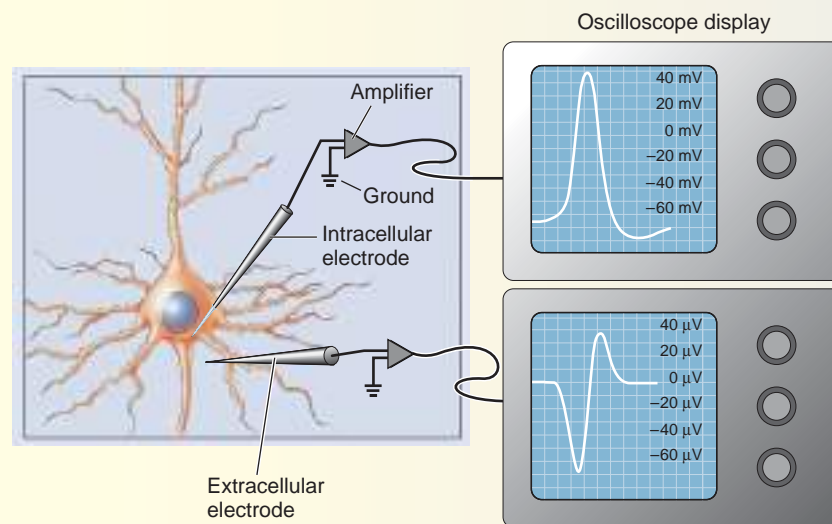 Oscilloscope display
Amplifier
Ground
Intracellular
electrode
40 mV
20 mV
0 mV
–20 mV
–40 mV
–60 mV
40 μV
20 μV
0 μV
–20 μV
–40 μV
–60 μV
Extracellular
electrode